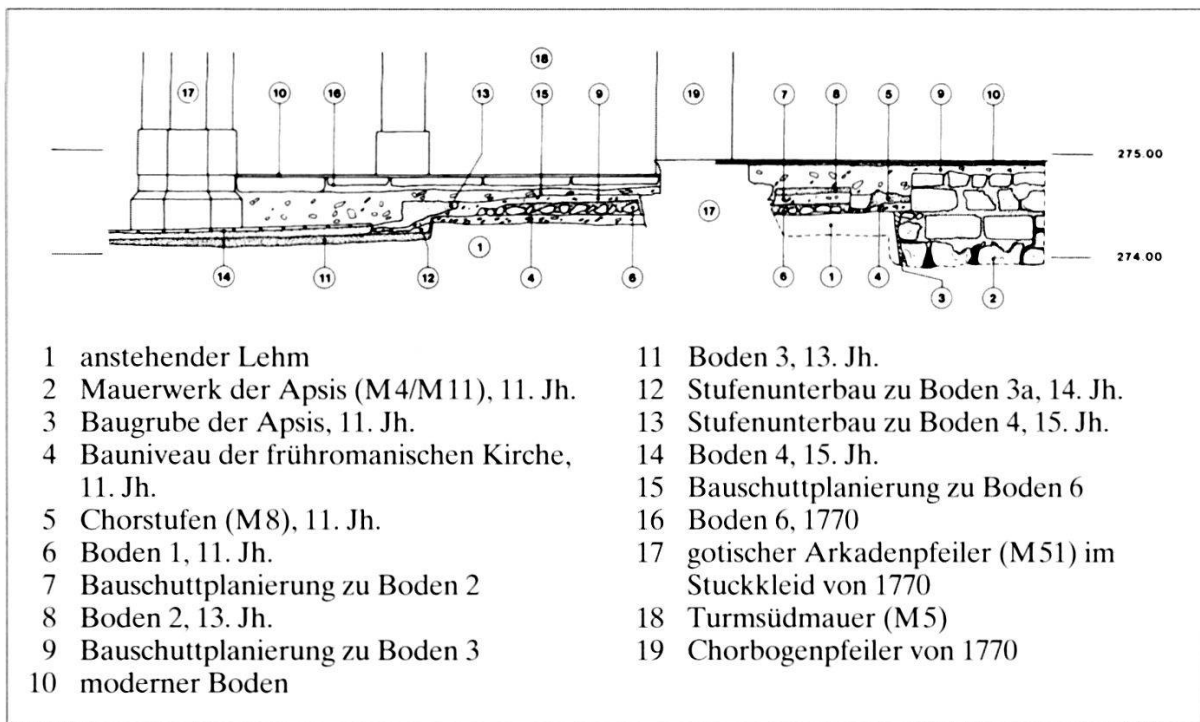 18
17 10 16 13 15 9 19 7 8 5 9 10
275.00
17
1
274.00
14 11 12 4 6 6 1 4 3 2
1 anstehender Lehm
2 Mauerwerk der Apsis (M4/M11), 11. Jh.
3 Baugrube der Apsis, 11. Jh.
4 Bauniveau der frühromanischen Kirche,
11. Jh.
5 Chorstufen (M8), 11. Jh.
6 Boden 1, 11. Jh.
7 Bauschuttplanierung zu Boden 2
8 Boden 2, 13. Jh.
9 Bauschuttplanierung zu Boden 3
10 moderner Boden
11 Boden 3, 13. Jh.
12 Stufenunterbau zu Boden 3a, 14. Jh.
13 Stufenunterbau zu Boden 4, 15. Jh.
14 Boden 4, 15. Jh.
15 Bauschuttplanierung zu Boden 6
16 Boden 6, 1770
17 gotischer Arkadenpfeiler (M51) im
Stuckkleid von 1770
18 Turmsüdmauer (M5)
19 Chorbogenpfeiler von 1770